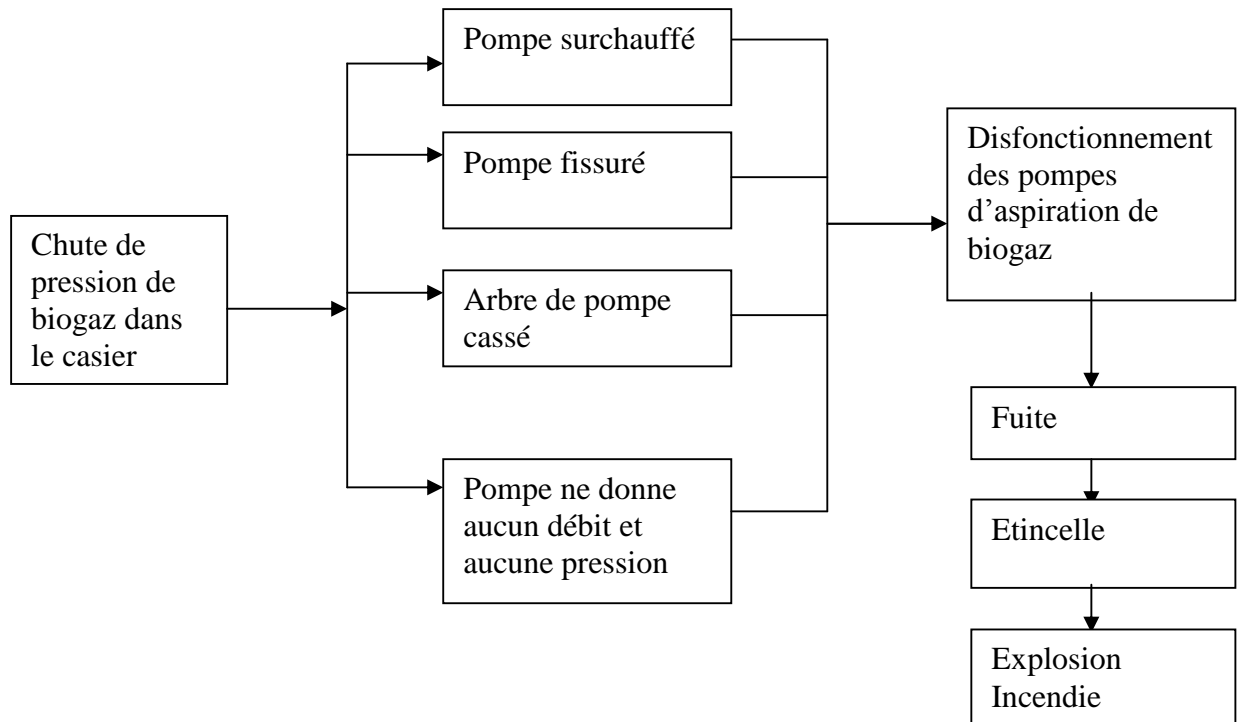 Chute de
pression de
biogaz dans
le casier
Pompe surchauffé
Pompe fissuré
Arbre de pompe
cassé
Pompe ne donne
aucun débit et
aucune pression
Disfonctionnement
des pompes
d’aspiration de
biogaz
Fuite
Etincelle
Explosion
Incendie